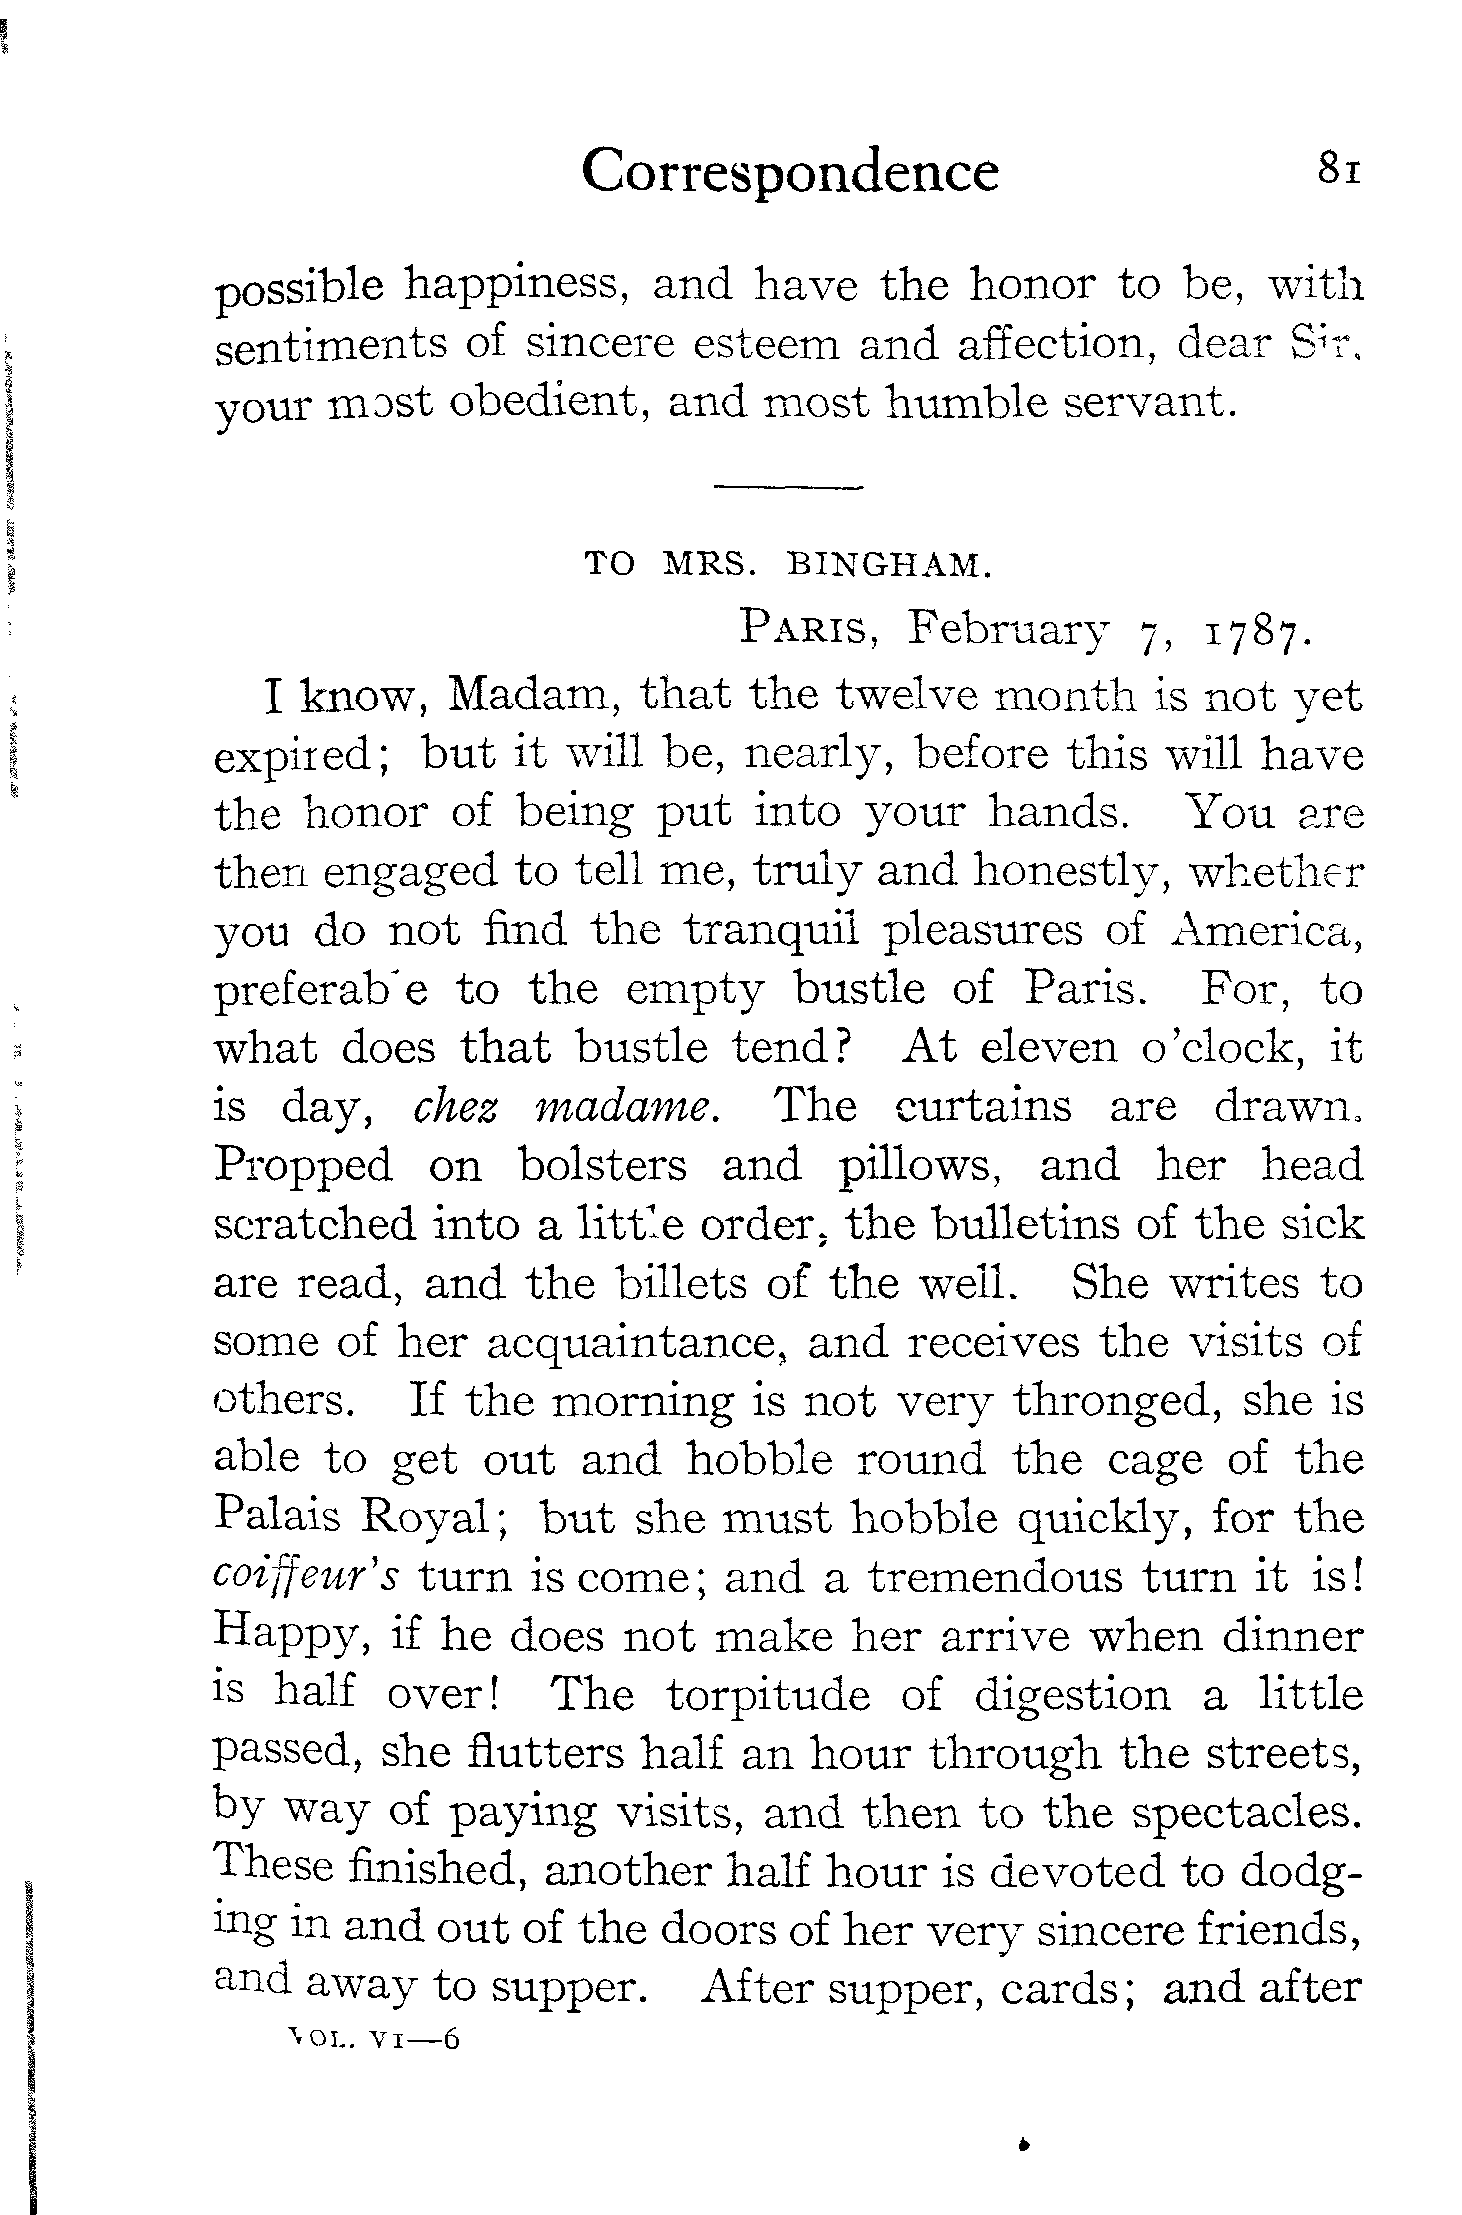 Correspondence 81
possible happiness, and have the honor to be, with
sentiments of sincere esteem and affection, dear Sir,
your most obedient, and most humble servant.
TO MRS. BINGHAM.
PARIS, February 7, 1787.
I know, Madam, that the twelve month is not yet
expired; but it will be, nearly, before this will have
the honor of being put into your hands. You are
then engaged to tell me, truly and honestly, whether
you do not find the tranquil pleasures of America,
preferable to the empty bustle of Paris. For, to
what does that bustle tend? At eleven o'clock, it
is day, chez madame. The curtains are drawn.
Propped on bolsters and pillows, and her head
scratched into a little order, the bulletins of the sick
are read, and the billets of the well. She writes to
some of her acquaintance, and receives the visits of
others. If the morning is not very thronged, she is
able to get out and hobble round the cage of the
Palais Royal; but she must hobble quickly, for the
coiffeur's turn is come; and a tremendous turn it is!
Happy, if he does not make her arrive when dinner
is half over! The torpitude of digestion a little
passed, she flutters half an hour through the streets,
by way of paying visits, and then to the spectacles.
These finished, another half hour is devoted to dodg-
ing in and out of the doors of her very sincere friends,
and away to supper. After supper, cards; and after
VOL. VI—6